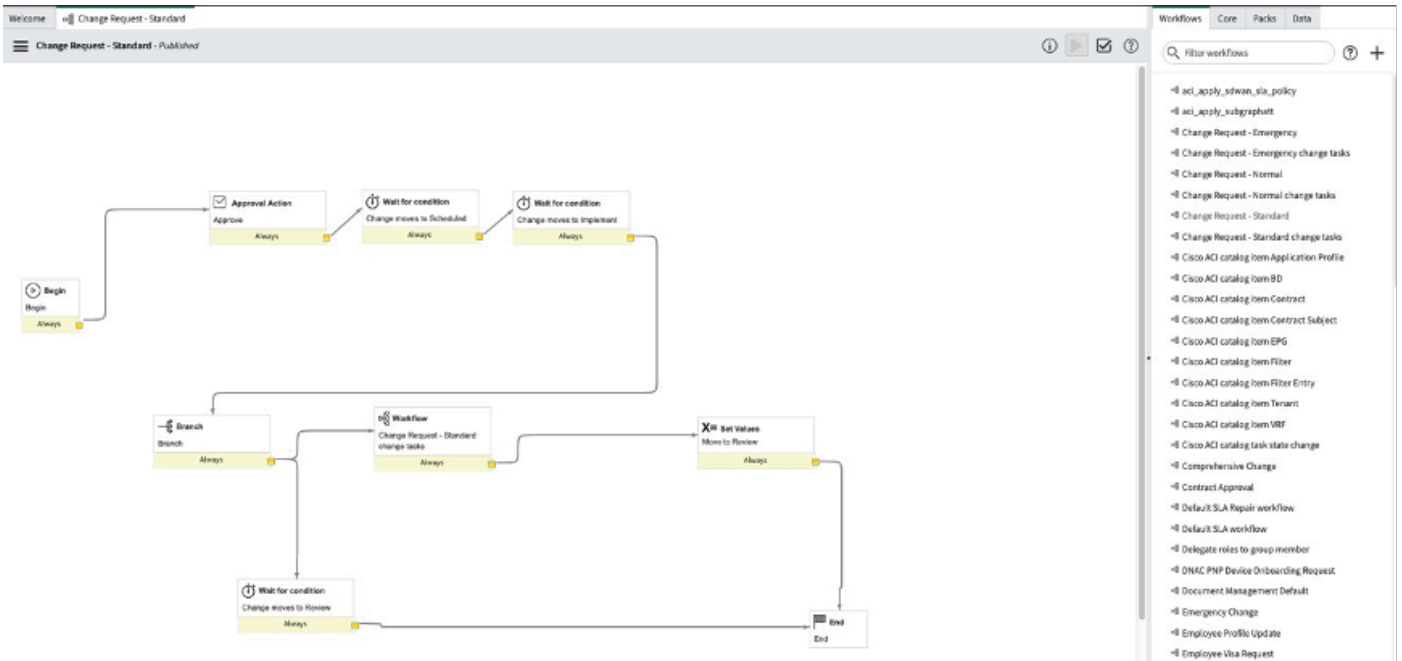 Welcome
Change Request - Standard
Workflows
Core
Packs
Data
Change Request - Standard - Published
Filter workflows
aci_apply_sdwan_sla_policy
aci_apply_subgraphatt
Change Request - Emergency
Change Request - Emergency change tasks
Change Request - Normal
Change Request - Normal change tasks
Change Request - Standard
Change Request - Standard change tasks
Cisco ACI catalog item Application Profile
Cisco ACI catalog item BD
Cisco ACI catalog item Contract
Cisco ACI catalog item Contract Subject
Cisco ACI catalog item EPG
Cisco ACI catalog item Filter
Cisco ACI catalog item Filter Entry
Cisco ACI catalog item Tenant
Cisco ACI catalog item VRF
Cisco ACI catalog task state change
Comprehensive Change
Contract Approval
Default SLA Repair workflow
Default SLA workflow
Delegate roles to group member
DNAC PNP Device Onboarding Request
Document Management Default
Emergency Change
Employee Profile Update
Employee Visa Request
Begin
Begin
Always
Approval Action
Approve
Always
Wait for condition
Change moves to Scheduled
Always
Wait for condition
Change moves to Implement
Always
Branch
Branch
Always
Workflow
Change Request - Standard
change tasks
Always
X= Set Values
Move to Review
Always
Wait for condition
Change moves to Review
Always
End
End